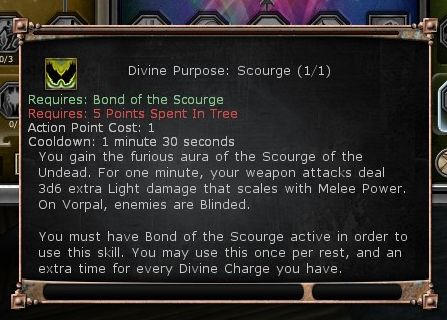 0/3
Divine Purpose: Scourge (1/1)
Requires: Bond of the Scourge
Requires: 5 Points Spent In Tree
Action Point Cost: 1
Cooldown: 1 minute 30 seconds
You gain the furious aura of the Scourge of the
Undead. For one minute, your weapon attacks deal
3d6 extra Light damage that scales with Melee Power.
On Vorpal, enemies are Blinded.
You must have Bond of the Scourge active in order to
use this skill. You may use this once per rest, and an
extra time for every Divine Charge you have.